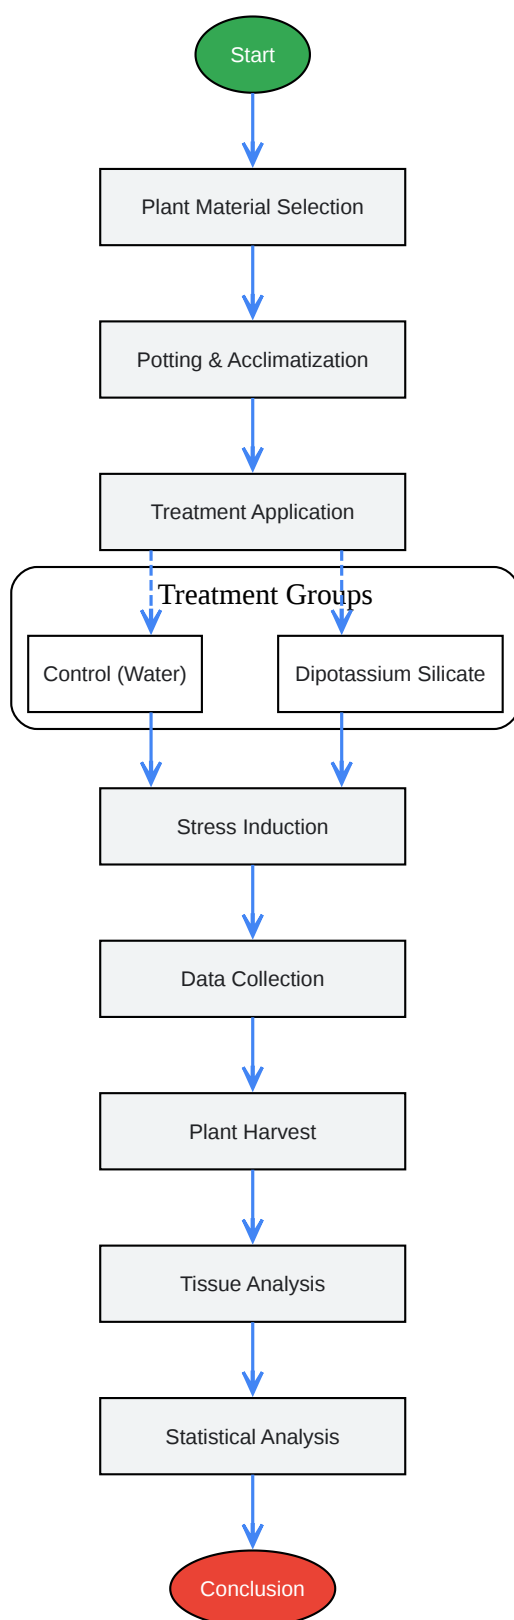 Start
Plant Material Selection
Potting & Acclimatization
Treatment Application
Treatment Groups
Control (Water)
Dipotassium Silicate
Stress Induction
Data Collection
Plant Harvest
Tissue Analysis
Statistical Analysis
Conclusion